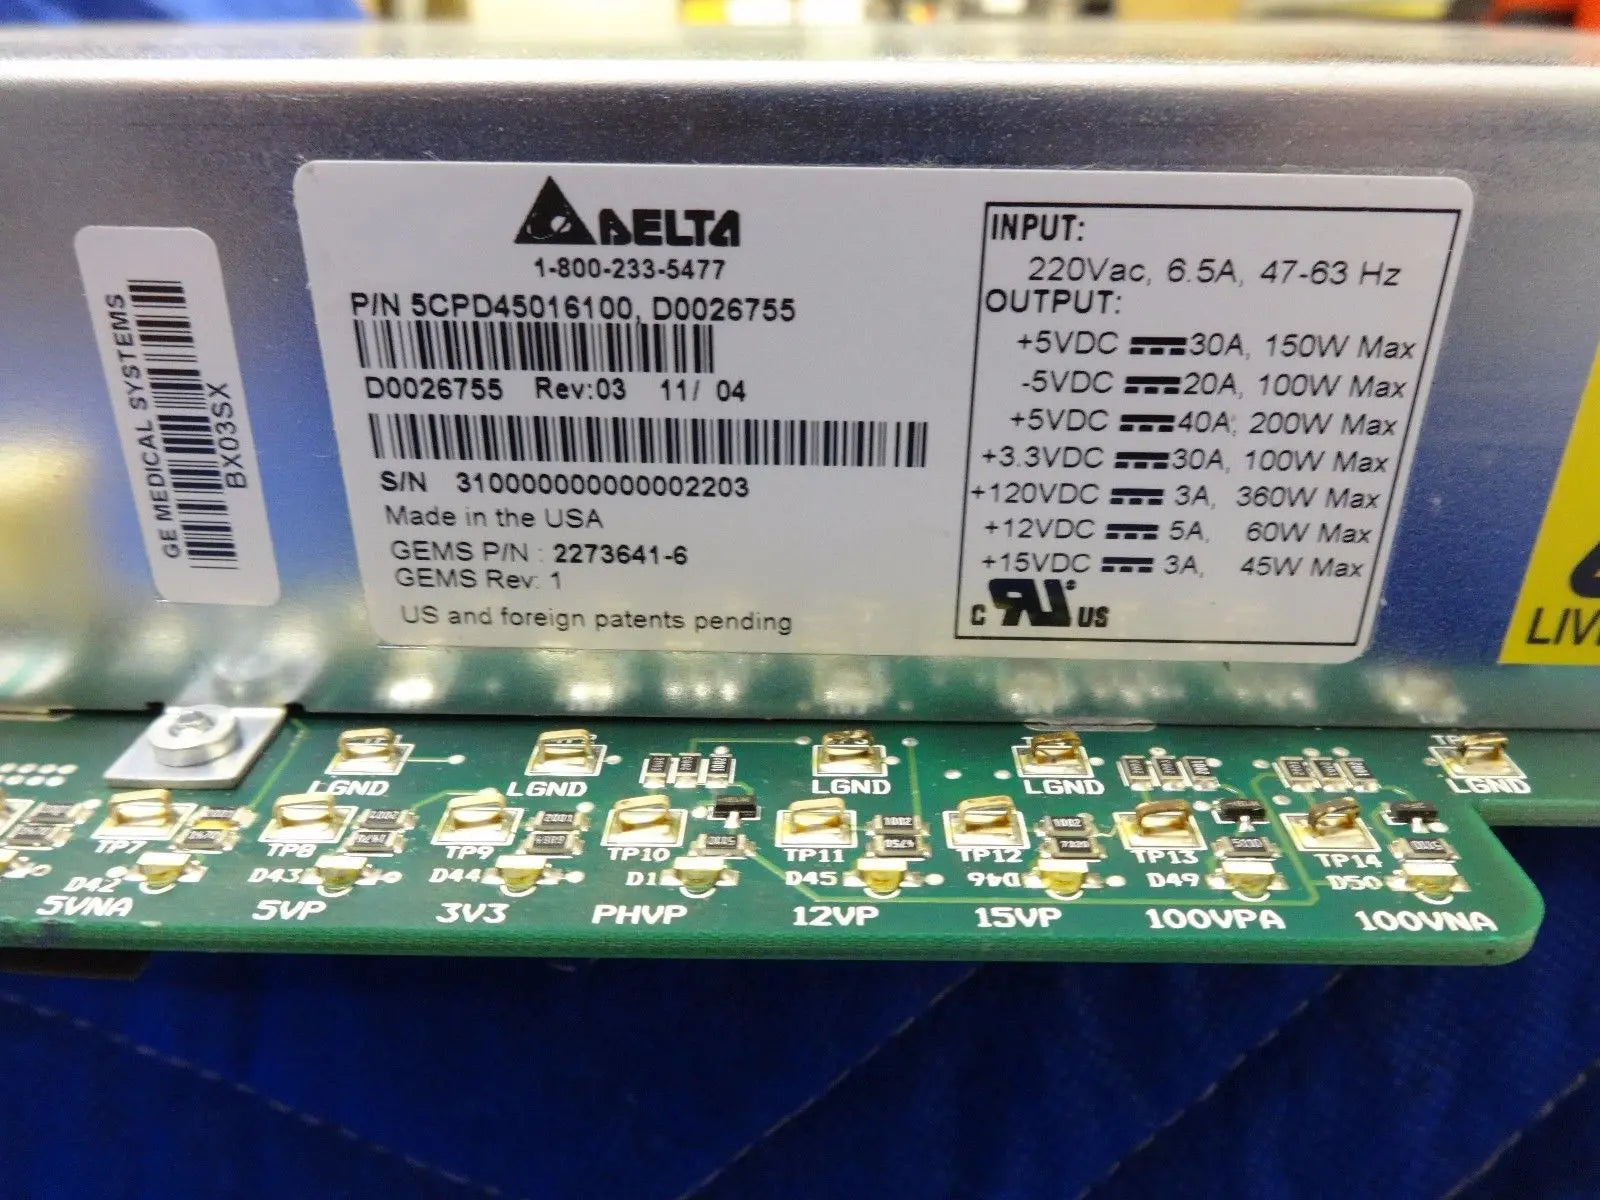 GE MEDICAL SYSTEMS
BX03SX
DELTA
1-800-233-5477
P/N 5CPD45016100, D0026755
D0026755 Rev:03 11/ 04
S/N 310000000000002203
Made in the USA
GEMS P/N : 2273641-6
GEMS Rev: 1
US and foreign patents pending
INPUT:
220Vac, 6.5A, 47-63 Hz
OUTPUT:
+5VDC 30A, 150W Max
-5VDC 20A, 100W Max
+5VDC 40A, 200W Max
+3.3VDC 30A, 100W Max
+120VDC 3A, 360W Max
+12VDC 5A, 60W Max
+15VDC 3A, 45W Max
C RU ® US
LGND LGND LGND LGND LGND
TP7 TP8 TP9 TP10 TP11 TP12 TP13 TP14
D42 D43 D44 D1 D45 D46 D49 D50
5VNA 5VP 3V3 PHVP 12VP 15VP 100VPA 100VNA